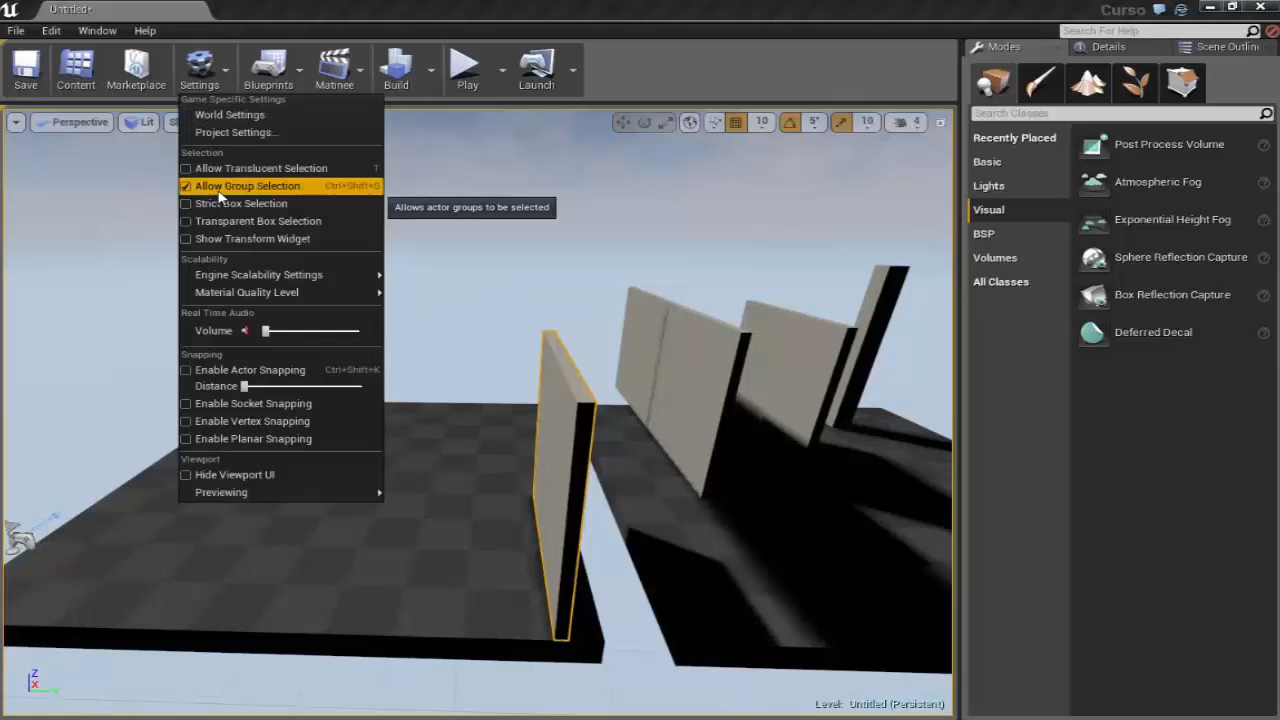 Untitled*
Curso
File Edit Window Help
Search For Help
Save Content Marketplace Settings Blueprints Matinee Build Play Launch
Modes Details Scene Outlin
Game Specific Settings
World Settings
Project Settings...
Selection
Allow Translucent Selection T
Allow Group Selection Ctrl+Shift+G
Strict Box Selection
Transparent Box Selection
Show Transform Widget
Scalability
Engine Scalability Settings
Material Quality Level
Real Time Audio
Volume
Snapping
Enable Actor Snapping Ctrl+Shift+K
Distance
Enable Socket Snapping
Enable Vertex Snapping
Enable Planar Snapping
Viewport
Hide Viewport UI
Previewing
Allows actor groups to be selected
Perspective Lit
10 5° 10 4
Search Classes
Recently Placed
Basic
Lights
Visual
BSP
Volumes
All Classes
Post Process Volume
Atmospheric Fog
Exponential Height Fog
Sphere Reflection Capture
Box Reflection Capture
Deferred Decal
Z
X
Level: Untitled (Persistent)